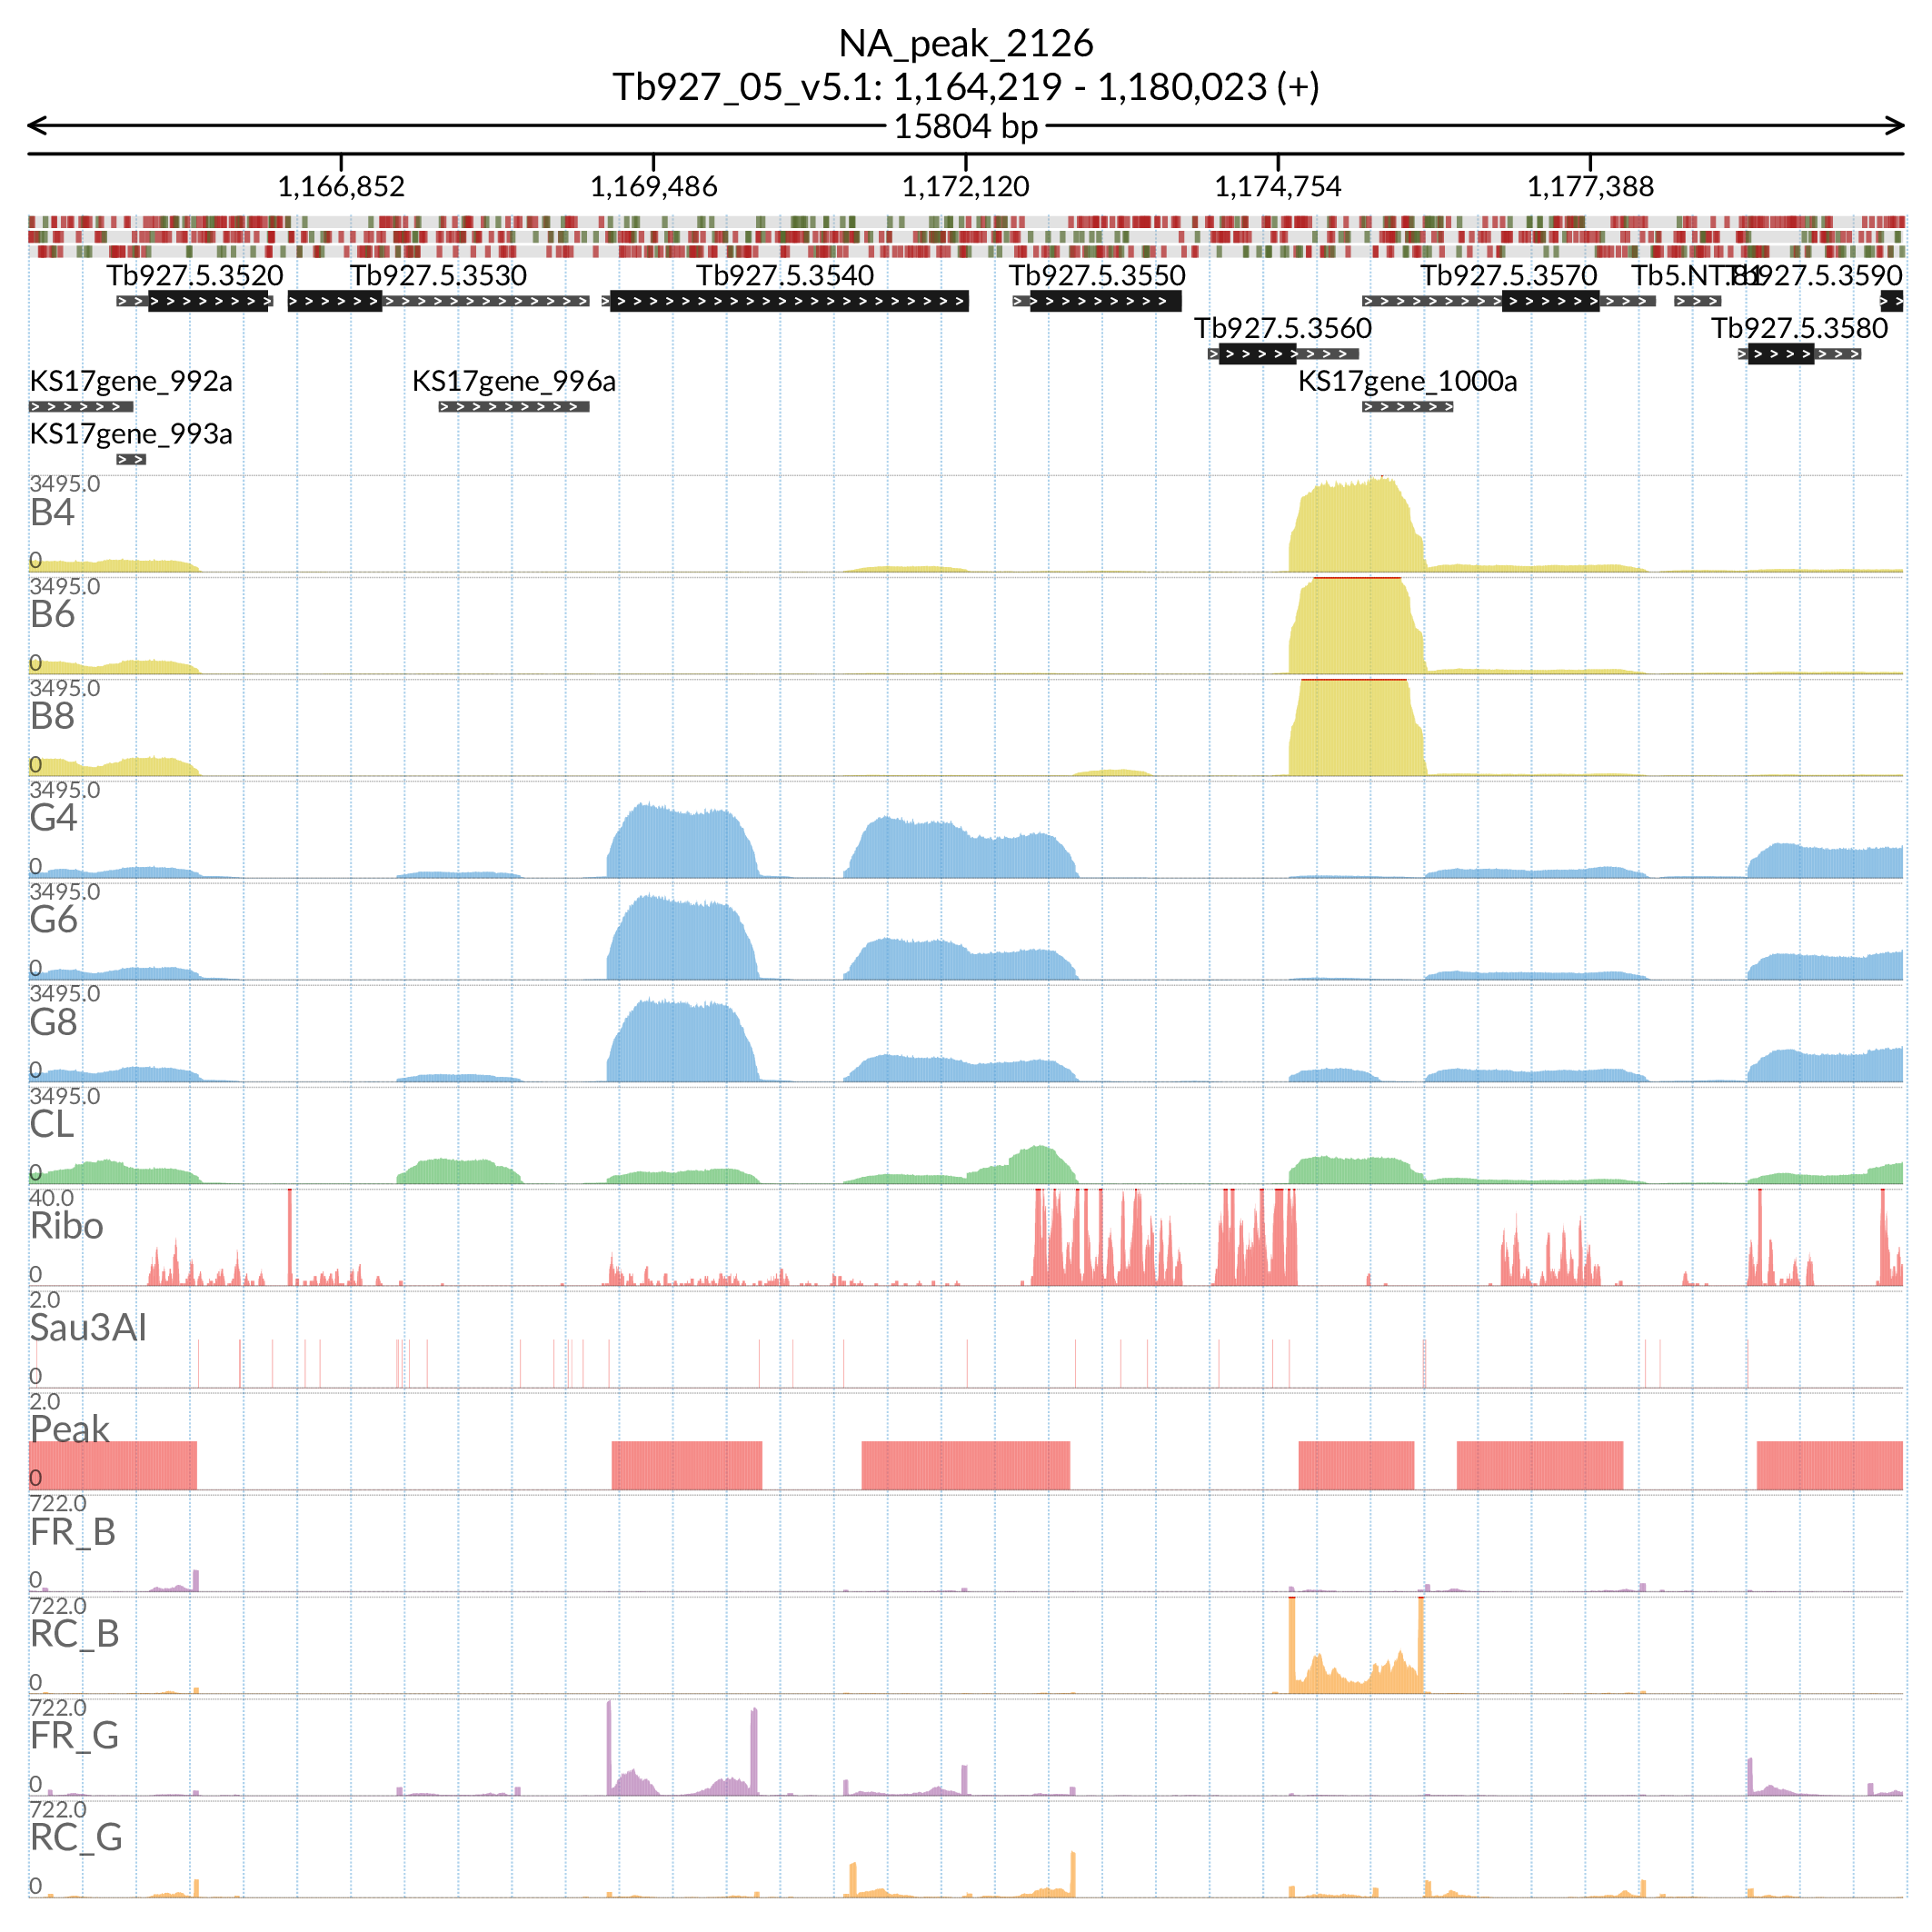 NA_peak_2126
Tb927_05_v5.1: 1,164,219 - 1,180,023 (+)
15804 bp
1,166,852 1,169,486 1,172,120 1,174,754 1,177,388
Tb927.5.3520 Tb927.5.3530 Tb927.5.3540 Tb927.5.3550 Tb927.5.3570 Tb5.NT.81 Tb927.5.3590
Tb927.5.3560 Tb927.5.3580
KS17gene_992a KS17gene_996a KS17gene_1000a
KS17gene_993a
3495.0
B4
0
3495.0
B6
0
3495.0
B8
0
3495.0
G4
0
3495.0
G6
0
3495.0
G8
0
3495.0
CL
0
40.0
Ribo
0
2.0
Sau3AI
0
2.0
Peak
0
722.0
FR_B
0
722.0
RC_B
0
722.0
FR_G
0
722.0
RC_G
0